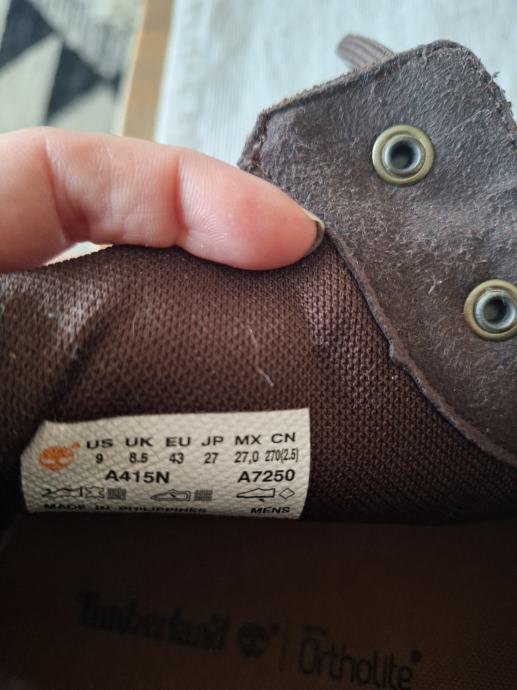 US UK EU JP MX CN
9 8.5 43 27 27,0 270(2.5)
A415N A7250
MADE IN PHILIPPINES MENS
Timberland
OrthoLite